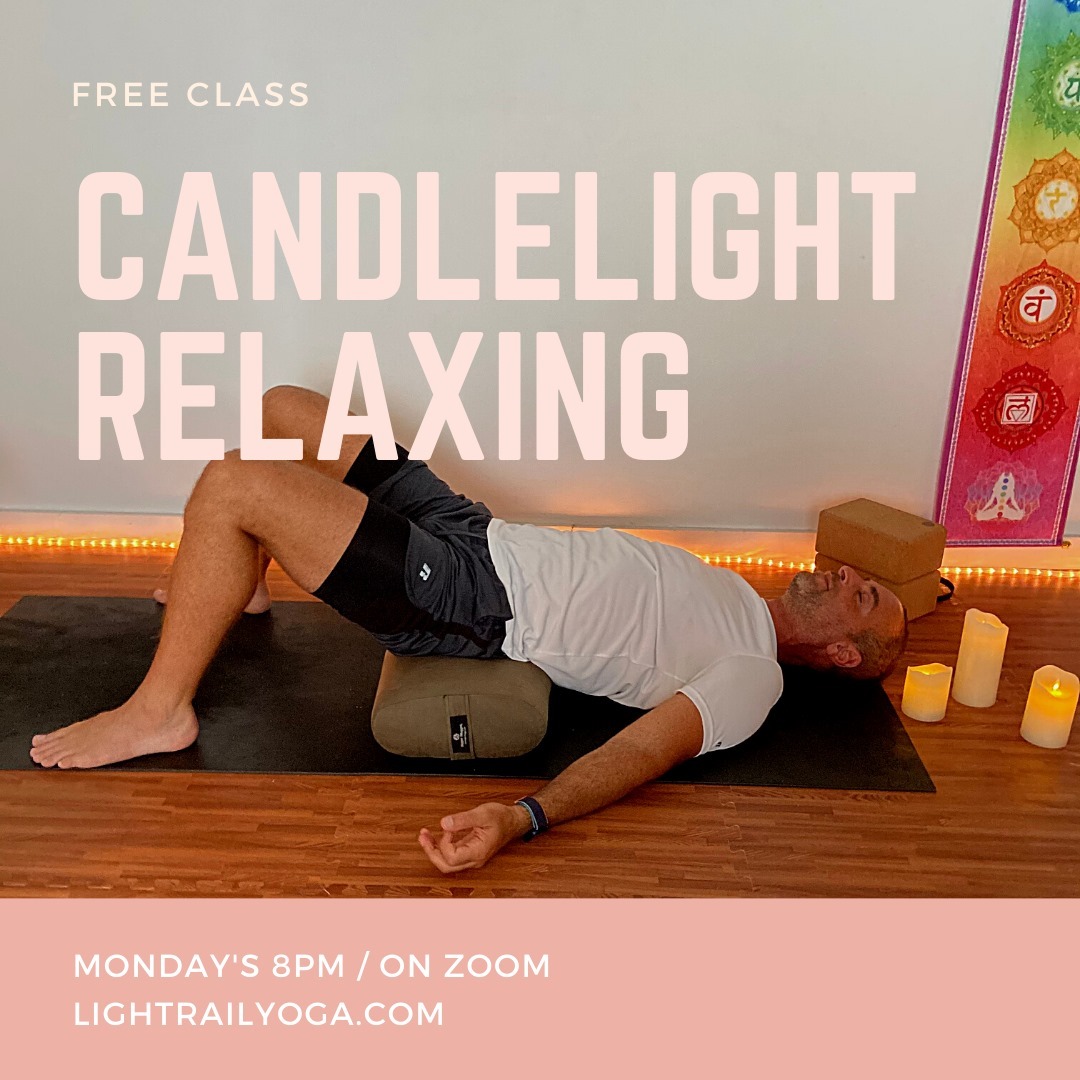 FREE CLASS
CANDLELIGHT
RELAXING
MONDAY'S 8PM / ON ZOOM
LIGHTRAILYOGA.COM
वं
लं